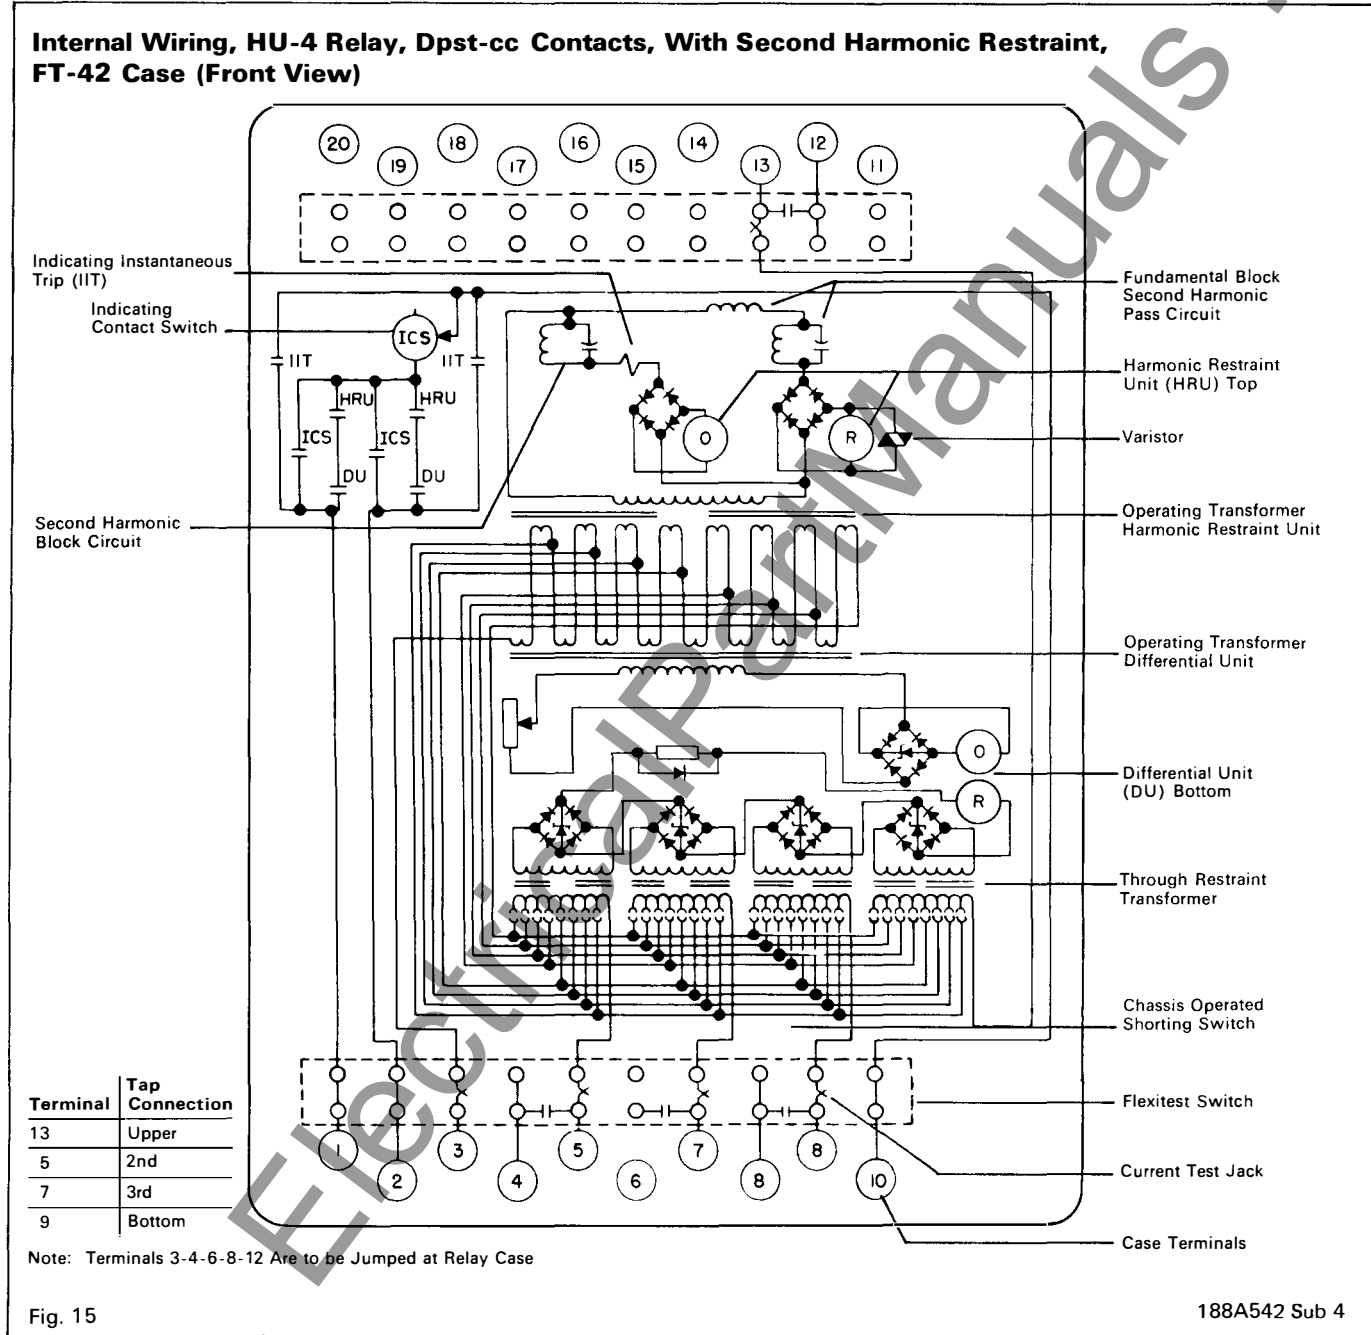 Internal Wiring, HU-4 Relay, Dpst-cc Contacts, With Second Harmonic Restraint,
FT-42 Case (Front View)
20
19
18
17
16
15
14
13
12
11
Indicating Instantaneous
Trip (IIT)
Indicating
Contact Switch
ICS
IIT
IIT
HRU
HRU
ICS
ICS
DU
DU
Second Harmonic
Block Circuit
O
R
Fundamental Block
Second Harmonic
Pass Circuit
Harmonic Restraint
Unit (HRU) Top
Varistor
Operating Transformer
Harmonic Restraint Unit
Operating Transformer
Differential Unit
O
R
Differential Unit
(DU) Bottom
Through Restraint
Transformer
Chassis Operated
Shorting Switch
Flexitest Switch
Current Test Jack
Case Terminals
1
2
3
4
5
6
7
8
8
10
Terminal Tap Connection
13 Upper
5 2nd
7 3rd
9 Bottom
Note: Terminals 3-4-6-8-12 Are to be Jumped at Relay Case
Fig. 15
188A542 Sub 4
ElectricalPartManuals